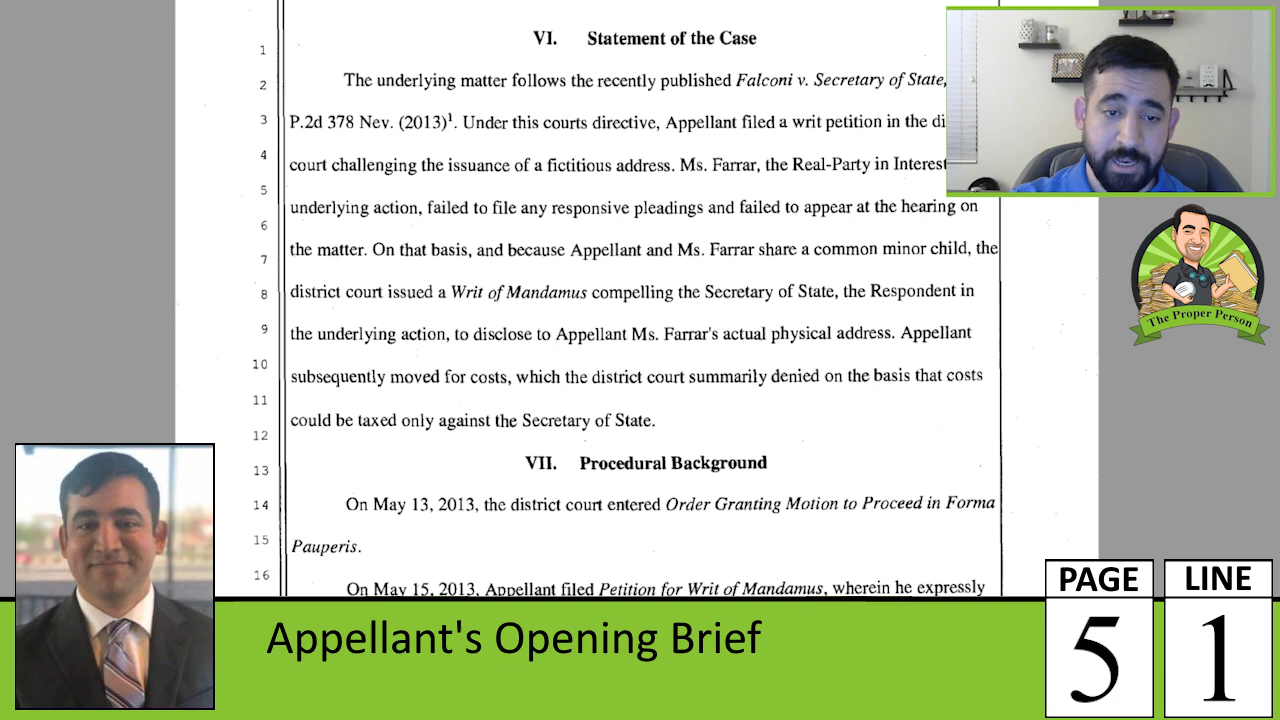 VI. Statement of the Case
1
2 The underlying matter follows the recently published Falconi v. Secretary of State,
3 P.2d 378 Nev. (2013)¹. Under this courts directive, Appellant filed a writ petition in the di
4 court challenging the issuance of a fictitious address. Ms. Farrar, the Real-Party in Interest
5 underlying action, failed to file any responsive pleadings and failed to appear at the hearing on
6
7 the matter. On that basis, and because Appellant and Ms. Farrar share a common minor child, the
8 district court issued a Writ of Mandamus compelling the Secretary of State, the Respondent in
9 the underlying action, to disclose to Appellant Ms. Farrar's actual physical address. Appellant
10 subsequently moved for costs, which the district court summarily denied on the basis that costs
11
12 could be taxed only against the Secretary of State.
13 VII. Procedural Background
14 On May 13, 2013, the district court entered Order Granting Motion to Proceed in Forma
15 Pauperis.
16 On May 15, 2013, Appellant filed Petition for Writ of Mandamus, wherein he expressly
The Proper Person
Appellant's Opening Brief
PAGE
5
LINE
1